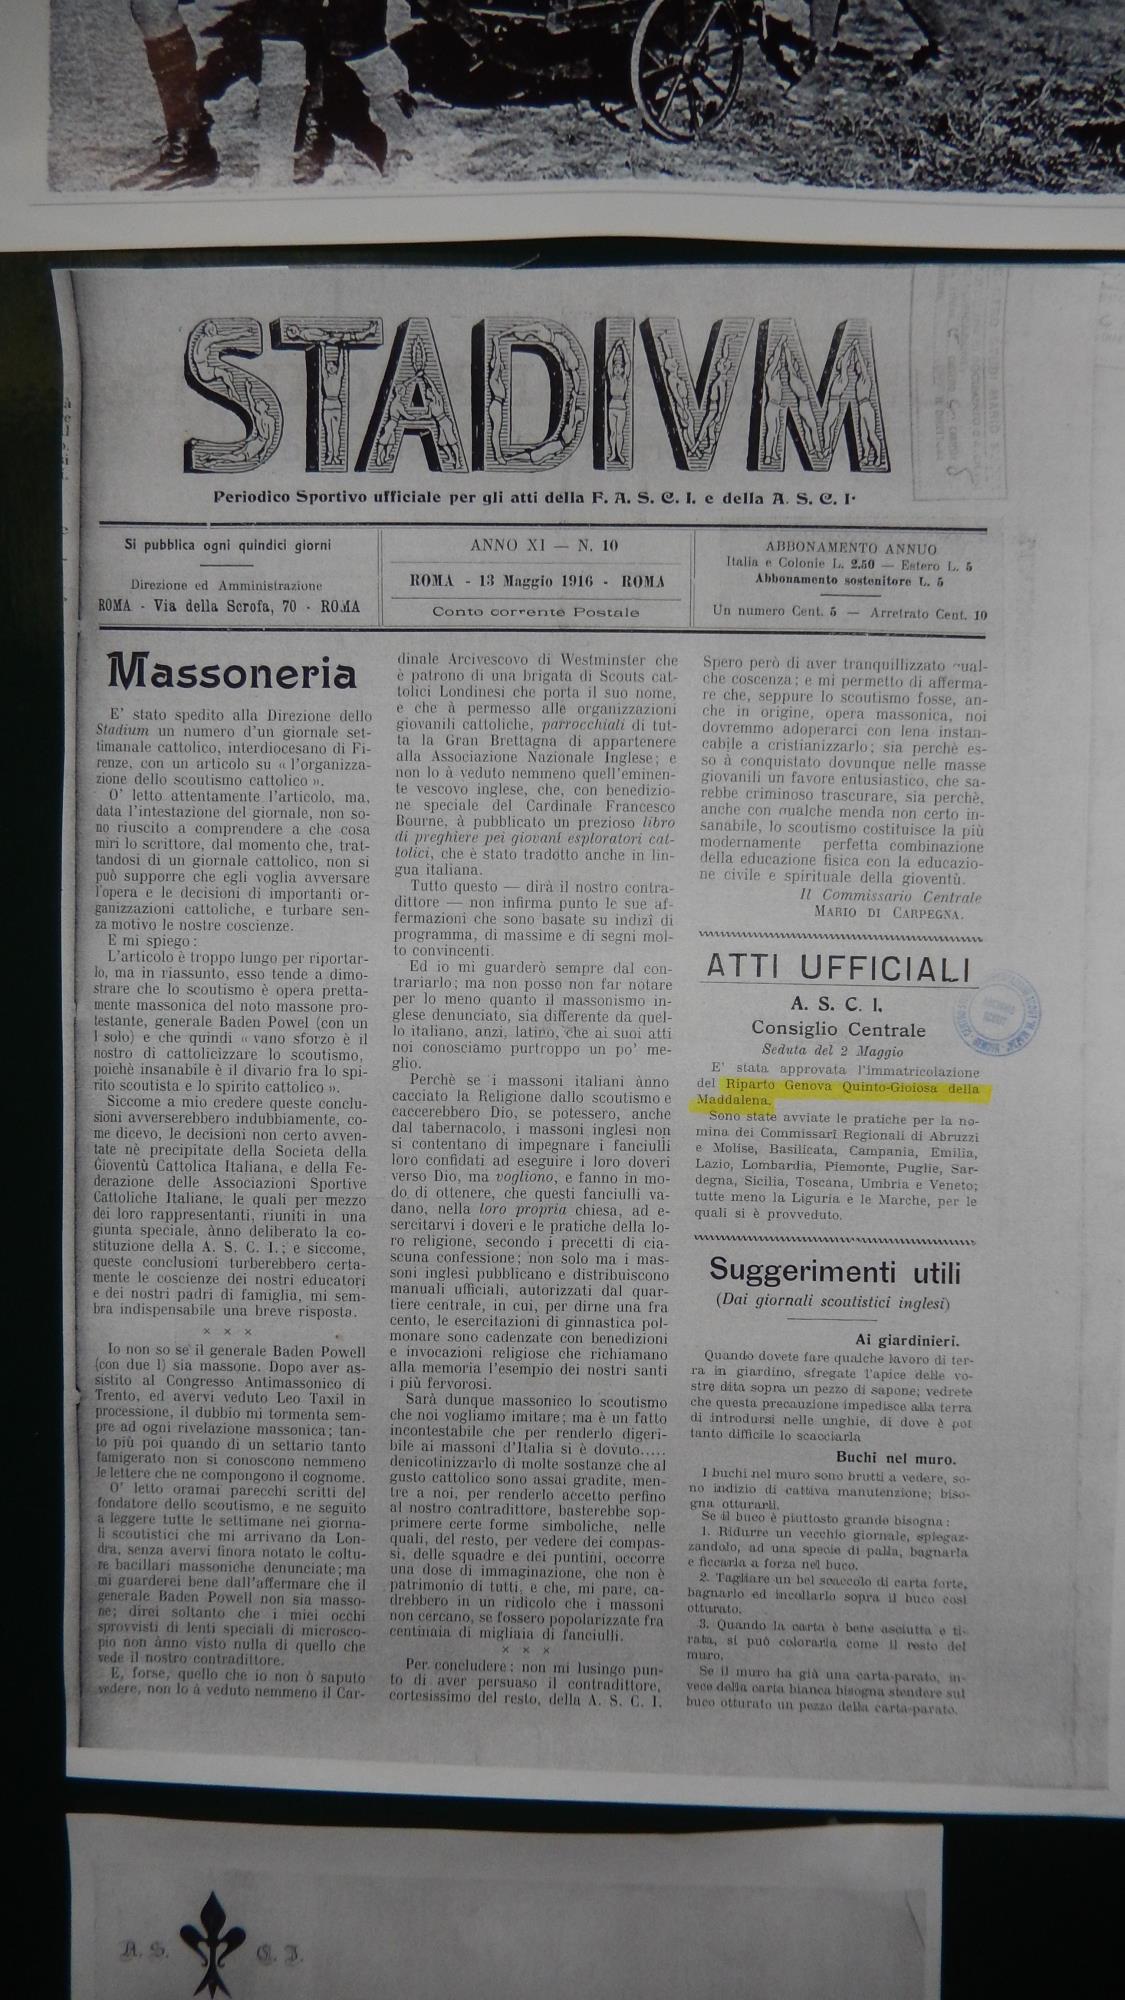 STADIVM
Periodico Sportivo ufficiale per gli atti della F. A. S. C. I. e della A. S. C. I.
Si pubblica ogni quindici giorni
Direzione ed Amministrazione
ROMA - Via della Scrofa, 70 - ROMA
ANNO XI — N. 10
ROMA - 13 Maggio 1916 - ROMA
Conto corrente Postale
ABBONAMENTO ANNUO
Italia e Colonie L. 2.50 — Estero L. 5
Abbonamento sostenitore L. 5
Un numero Cent. 5 — Arretrato Cent. 10
Massoneria
E' stato spedito alla Direzione dello
Stadium un numero d'un giornale set-
timanale cattolico, interdiocesano di Fi-
renze, con un articolo su « l'organizza-
zione dello scoutismo cattolico ».
O' letto attentamente l'articolo, ma,
data l'intestazione del giornale, non so-
no riuscito a comprendere a che cosa
miri lo scrittore, dal momento che, trat-
tandosi di un giornale cattolico, non si
può supporre che egli voglia avversare
l'opera e le decisioni di importanti or-
ganizzazioni cattoliche, e turbare sen-
za motivo le nostre coscienze.
E mi spiego:
L'articolo è troppo lungo per riportar-
lo, ma in riassunto, esso tende a dimo-
strare che lo scoutismo è opera pretta-
mente massonica del noto massone pro-
testante, generale Baden Powel (con un
l solo) e che quindi « vano sforzo è il
nostro di cattolicizzare lo scoutismo,
poichè insanabile è il divario fra lo spi-
rito scoutista e lo spirito cattolico ».
Siccome a mio credere queste conclu-
sioni avverserebbero indubbiamente, co-
me dicevo, le decisioni non certo avven-
tate nè precipitate della Societa della
Gioventù Cattolica Italiana, e della Fe-
derazione delle Associazioni Sportive
Cattoliche Italiane, le quali per mezzo
dei loro rappresentanti, riuniti in una
giunta speciale, ànno deliberato la co-
stituzione della A. S. C. I.; e siccome,
queste conclusioni turberebbero certa-
mente le coscienze dei nostri educatori
e dei nostri padri di famiglia, mi sem-
bra indispensabile una breve risposta.
× × ×
Io non so se il generale Baden Powell
(con due l) sia massone. Dopo aver as-
sistito al Congresso Antimassonico di
Trento, ed avervi veduto Leo Taxil in
processione, il dubbio mi tormenta sem-
pre ad ogni rivelazione massonica; tan-
to più poi quando di un settario tanto
famigerato non si conoscono nemmeno
le lettere che ne compongono il cognome.
O' letto oramai parecchi scritti del
fondatore dello scoutismo, e ne seguito
a leggere tutte le settimane nei giorna-
li scoutistici che mi arrivano da Lon-
dra, senza avervi finora notato le coltu-
re bacillari massoniche denunciate; ma
mi guarderei bene dall'affermare che il
generale Baden Powell non sia masso-
ne; direi soltanto che i miei occhi
sprovvisti di lenti speciali di microsco-
pio non ànno visto nulla di quello che
vede il nostro contradittore.
E, forse, quello che io non ò saputo
vedere, non lo à veduto nemmeno il Car-
dinale Arcivescovo di Westminster che
è patrono di una brigata di Scouts cat-
tolici Londinesi che porta il suo nome,
e che à permesso alle organizzazioni
giovanili cattoliche, parrocchiali di tut-
ta la Gran Brettagna di appartenere
alla Associazione Nazionale Inglese; e
non lo à veduto nemmeno quell'eminen-
te vescovo inglese, che, con benedizio-
ne speciale del Cardinale Francesco
Bourne, à pubblicato un prezioso libro
di preghiere pei giovani esploratori cat-
tolici, che è stato tradotto anche in lin-
gua italiana.
Tutto questo — dirà il nostro contra-
dittore — non infirma punto le sue af-
fermazioni che sono basate su indizî di
programma, di massime e di segni mol-
to convincenti.
Ed io mi guarderò sempre dal con-
trariarlo; ma non posso non far notare
per lo meno quanto il massonismo in-
glese denunciato, sia differente da quel-
lo italiano, anzi, latino, che ai suoi atti
noi conosciamo purtroppo un po' me-
glio.
Perchè se i massoni italiani ànno
cacciato la Religione dallo scoutismo e
caccerebbero Dio, se potessero, anche
dal tabernacolo, i massoni inglesi non
si contentano di impegnare i fanciulli
loro confidati ad eseguire i loro doveri
verso Dio, ma vogliono, e fanno in mo-
do di ottenere, che questi fanciulli va-
dano, nella loro propria chiesa, ad e-
sercitarvi i doveri e le pratiche della lo-
ro religione, secondo i precetti di cia-
scuna confessione; non solo ma i mas-
soni inglesi pubblicano e distribuiscono
manuali ufficiali, autorizzati dal quar-
tiere centrale, in cui, per dirne una fra
cento, le esercitazioni di ginnastica pol-
monare sono cadenzate con benedizioni
e invocazioni religiose che richiamano
alla memoria l'esempio dei nostri santi
i più fervorosi.
Sarà dunque massonico lo scoutismo
che noi vogliamo imitare; ma è un fatto
incontestabile che per renderlo digeri-
bile ai massoni d'Italia si è dovuto.....
denicotinizzarlo di molte sostanze che al
gusto cattolico sono assai gradite, men-
tre a noi, per renderlo accetto perfino
al nostro contradittore, basterebbe sop-
primere certe forme simboliche, nelle
quali, del resto, per vedere dei compas-
si, delle squadre e dei puntini, occorre
una dose di immaginazione, che non è
patrimonio di tutti, e che, mi pare, ca-
drebbero in un ridicolo che i massoni
non cercano, se fossero popolarizzate fra
centinaia di migliaia di fanciulli.
× × ×
Per concludere: non mi lusingo pun-
to di aver persuaso il contradittore,
cortesissimo del resto, della A. S. C. I.
Spero però di aver tranquillizzato qual-
che coscenza; e mi permetto di afferma-
re che, seppure lo scoutismo fosse, an-
che in origine, opera massonica, noi
dovremmo adoperarci con lena instan-
cabile a cristianizzarlo; sia perchè es-
so à conquistato dovunque nelle masse
giovanili un favore entusiastico, che sa-
rebbe criminoso trascurare, sia perchè,
anche con qualche menda non certo in-
sanabile, lo scoutismo costituisce la più
modernamente perfetta combinazione
della educazione fisica con la educazio-
ne civile e spirituale della gioventù.
Il Commissario Centrale
MARIO DI CARPEGNA.
ATTI UFFICIALI
A. S. C. I.
Consiglio Centrale
Seduta del 2 Maggio
E' stata approvata l'immatricolazione
del Riparto Genova Quinto-Gioiosa della
Maddalena.
Sono state avviate le pratiche per la no-
mina dei Commissarî Regionali di Abruzzi
e Molise, Basilicata, Campania, Emilia,
Lazio, Lombardia, Piemonte, Puglie, Sar-
degna, Sicilia, Toscana, Umbria e Veneto;
tutte meno la Liguria e le Marche, per le
quali si è provveduto.
Suggerimenti utili
(Dai giornali scoutistici inglesi)
Ai giardinieri.
Quando dovete fare qualche lavoro di ter-
ra in giardino, sfregate l'apice delle vo-
stre dita sopra un pezzo di sapone; vedrete
che questa precauzione impedisce alla terra
di introdursi nelle unghie, di dove è poi
tanto difficile lo scacciarla
Buchi nel muro.
I buchi nel muro sono brutti a vedere, so-
no indizio di cattiva manutenzione; biso-
gna otturarli.
Se il buco è piuttosto grande bisogna:
1. Ridurre un vecchio giornale, spiegaz-
zandolo, ad una specie di palla, bagnarla
e ficcarla a forza nel buco.
2. Tagliare un bel scaccolo di carta forte,
bagnarlo ed incollarlo sopra il buco così
otturato.
3. Quando la carta è bene asciutta e ti-
rata, si può colorarla come il resto del
muro.
Se il muro ha già una carta-parato, in-
vece della carta bianca bisogna stendere sul
buco otturato un pezzo della carta-parato.
A. S. C. I.